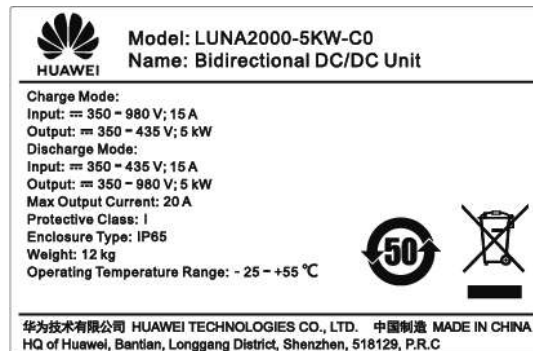 HUAWEI
Model: LUNA2000-5KW-C0
Name: Bidirectional DC/DC Unit
Charge Mode:
Input: ⎓ 350 - 980 V; 15 A
Output: ⎓ 350 - 435 V; 5 kW
Discharge Mode:
Input: ⎓ 350 - 435 V; 15 A
Output: ⎓ 350 - 980 V; 5 kW
Max Output Current: 20 A
Protective Class: I
Enclosure Type: IP65
Weight: 12 kg
Operating Temperature Range: - 25 ~ +55 ℃
50
华为技术有限公司 HUAWEI TECHNOLOGIES CO., LTD. 中国制造 MADE IN CHINA
HQ of Huawei, Bantian, Longgang District, Shenzhen, 518129, P.R.C